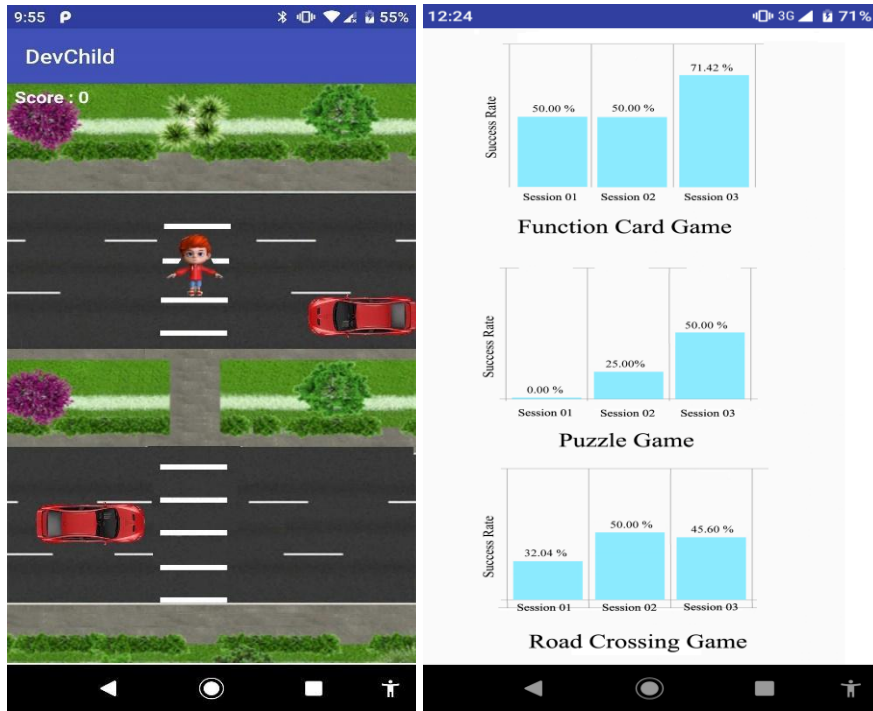 9:55
55%
DevChild
Score : 0
12:24
3G
71%
71.42 %
50.00 %
50.00 %
Success Rate
Session 01
Session 02
Session 03
Function Card Game
50.00 %
25.00%
0.00 %
Success Rate
Session 01
Session 02
Session 03
Puzzle Game
50.00 %
45.60 %
32.04 %
Success Rate
Session 01
Session 02
Session 03
Road Crossing Game